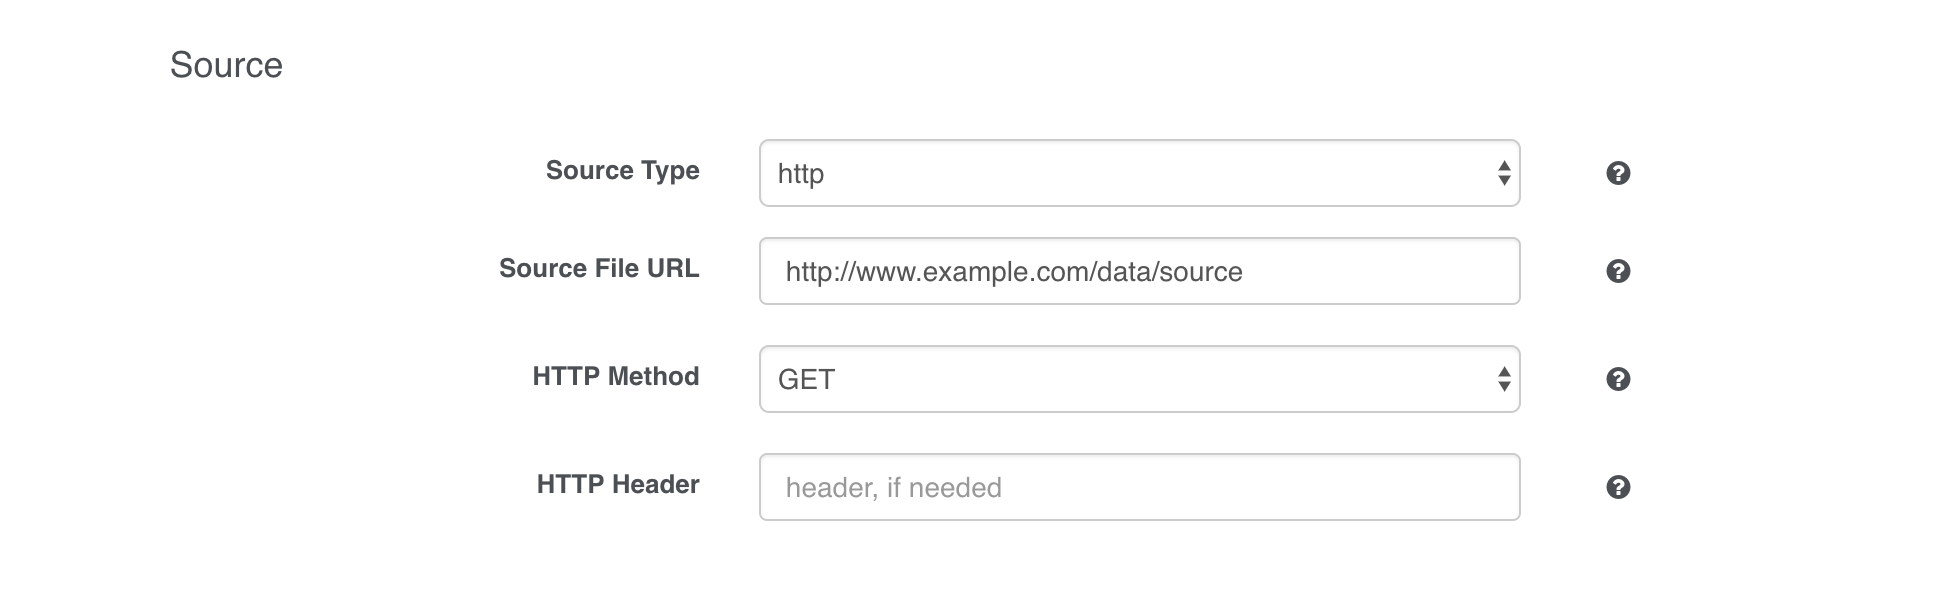 Source
Source Type http
Source File URL http://www.example.com/data/source
HTTP Method GET
HTTP Header header, if needed